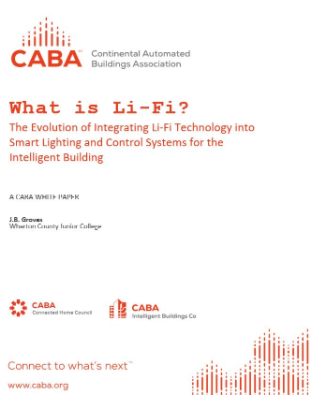 CABA™
Continental Automated
Buildings Association
What is Li-Fi?
The Evolution of Integrating Li-Fi Technology into
Smart Lighting and Control Systems for the
Intelligent Building
A CABA WHITE PAPER
J.B. Groves
Wharton County Junior College
CABA
Connected Home Council
CABA
Intelligent Buildings Co
Connect to what's next™
www.caba.org